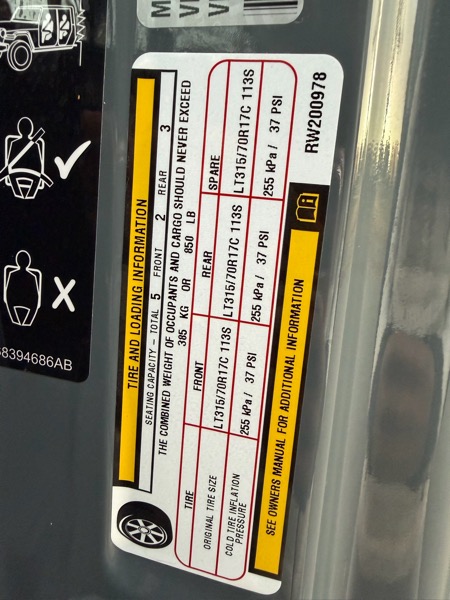 TIRE AND LOADING INFORMATION
SEATING CAPACITY – TOTAL 5 FRONT 2 REAR 3
THE COMBINED WEIGHT OF OCCUPANTS AND CARGO SHOULD NEVER EXCEED
385 KG OR 850 LB
TIRE FRONT REAR SPARE
ORIGINAL TIRE SIZE LT315/70R17C 113S LT315/70R17C 113S LT315/70R17C 113S
COLD TIRE INFLATION
PRESSURE 255 kPa / 37 PSI 255 kPa / 37 PSI 255 kPa / 37 PSI
SEE OWNERS MANUAL FOR ADDITIONAL INFORMATION
RW200978
68394686AB